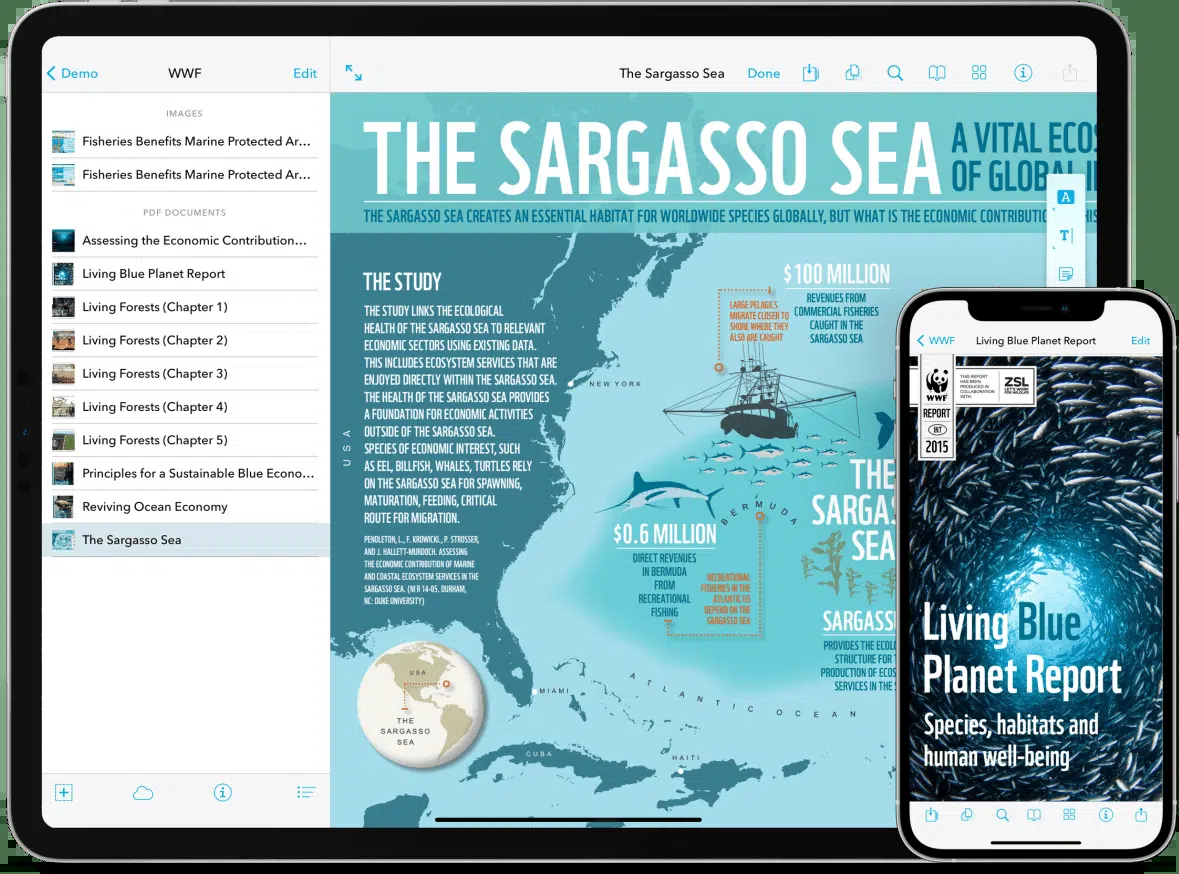 Demo
WWF
Edit
The Sargasso Sea
Done
IMAGES
Fisheries Benefits Marine Protected Ar...
Fisheries Benefits Marine Protected Ar...
PDF DOCUMENTS
Assessing the Economic Contribution...
Living Blue Planet Report
Living Forests (Chapter 1)
Living Forests (Chapter 2)
Living Forests (Chapter 3)
Living Forests (Chapter 4)
Living Forests (Chapter 5)
Principles for a Sustainable Blue Econo...
Reviving Ocean Economy
The Sargasso Sea
THE SARGASSO SEA
A VITAL ECOS
OF GLOBAL I
THE SARGASSO SEA CREATES AN ESSENTIAL HABITAT FOR WORLDWIDE SPECIES GLOBALLY, BUT WHAT IS THE ECONOMIC CONTRIBUTIO
HIS
A
T
THE STUDY
THE STUDY LINKS THE ECOLOGICAL
HEALTH OF THE SARGASSO SEA TO RELEVANT
ECONOMIC SECTORS USING EXISTING DATA.
THIS INCLUDES ECOSYSTEM SERVICES THAT ARE
ENJOYED DIRECTLY WITHIN THE SARGASSO SEA.
THE HEALTH OF THE SARGASSO SEA PROVIDES
A FOUNDATION FOR ECONOMIC ACTIVITIES
OUTSIDE OF THE SARGASSO SEA.
SPECIES OF ECONOMIC INTEREST, SUCH
AS EEL, BILLFISH, WHALES, TURTLES RELY
ON THE SARGASSO SEA FOR SPAWNING,
MATURATION, FEEDING, CRITICAL
ROUTE FOR MIGRATION.
PENDLETON, L., F. KROWICKI., P. STROSSER,
AND J. HALLETT-MURDOCH. ASSESSING
THE ECONOMIC CONTRIBUTION OF MARINE
AND COASTAL ECOSYSTEM SERVICES IN THE
SARGASSO SEA. (NI R 14-05. DURHAM,
NC: DUKE UNIVERSITY)
USA
NEW YORK
$100 MILLION
REVENUES FROM
COMMERCIAL FISHERIES
CAUGHT IN THE
SARGASSO SEA
LARGE PELAGICS
MIGRATE CLOSER TO
SHORE WHERE THEY
ALSO ARE CAUGHT
THE
SARGAS
SEA
BERMUDA
$0.6 MILLION
DIRECT REVENUES
IN BERMUDA
FROM
RECREATIONAL
FISHING
RECREATIONAL
FISHERIES IN THE
ATLANTIC US
DEPEND ON THE
SARGASSO SEA
SARGASSU
PROVIDES THE ECOL
STRUCTURE FOR
PRODUCTION OF ECOS
SERVICES IN THE S
USA
THE
SARGASSO
SEA
MIAMI
ATLANTIC OCEAN
CUBA
HAITI
WWF
Living Blue Planet Report
Edit
WWF
REPORT
INT
2015
THIS REPORT
HAS BEEN
PRODUCED IN
COLLABORATION
WITH:
ZSL
LET'S WORK
FOR WILDLIFE
Living Blue
Planet Report
Species, habitats and
human well-being